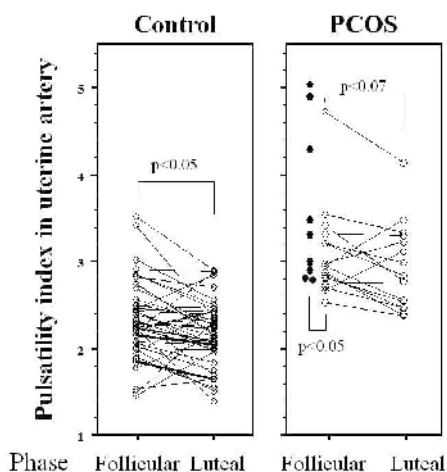 Control PCOS
Pulsatility index in uterine artery
5
4
3
2
1
p<0.05
p<0.07
p<0.05
Phase Follicular Luteal Follicular Luteal